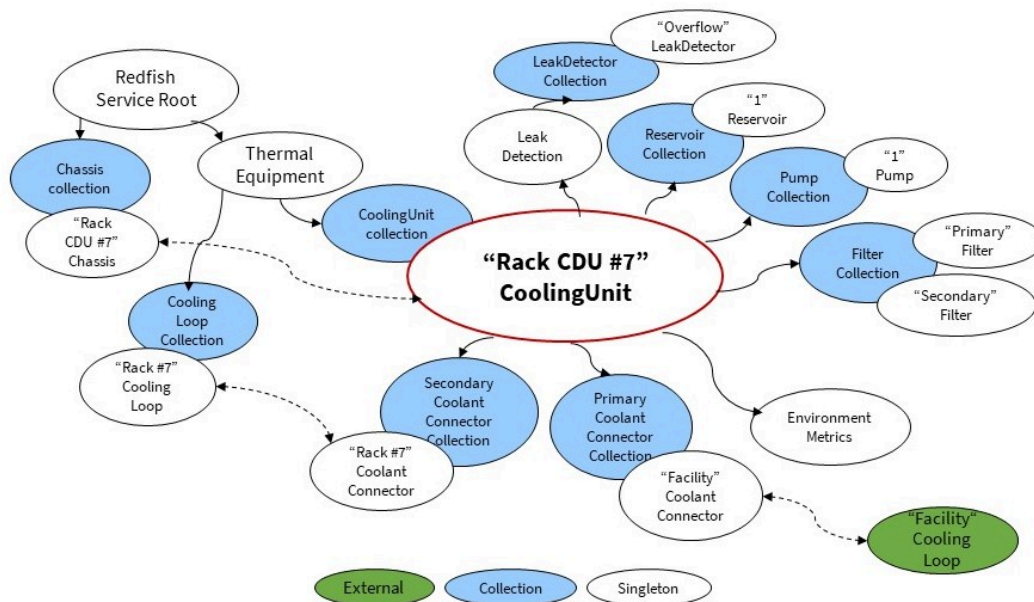 Redfish
Service Root
Chassis
collection
“Rack
CDU #7”
Chassis
Thermal
Equipment
CoolingUnit
collection
Cooling
Loop
Collection
“Rack #7”
Cooling
Loop
“Overflow”
LeakDetector
LeakDetector
Collection
Leak
Detection
“1”
Reservoir
Reservoir
Collection
“1”
Pump
Pump
Collection
“Primary”
Filter
Filter
Collection
“Secondary”
Filter
“Rack CDU #7”
CoolingUnit
Secondary
Coolant
Connector
Collection
“Rack #7”
Coolant
Connector
Primary
Coolant
Connector
Collection
“Facility”
Coolant
Connector
Environment
Metrics
“Facility“
Cooling
Loop
External
Collection
Singleton